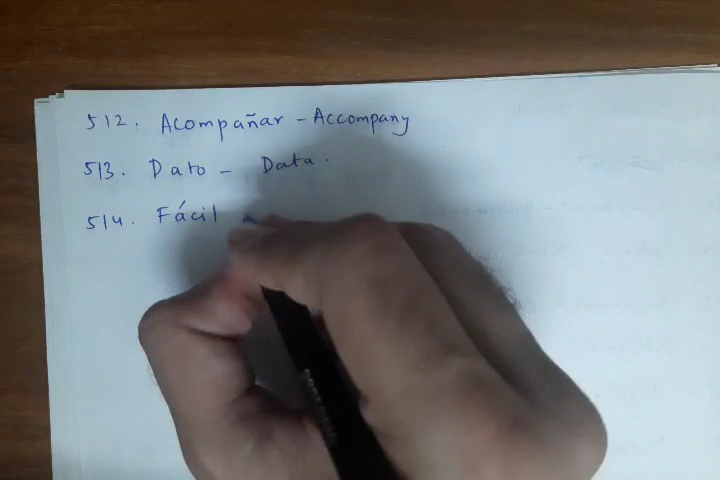 512. Acompañar - Accompany
513. Dato - Data.
514. Fácil